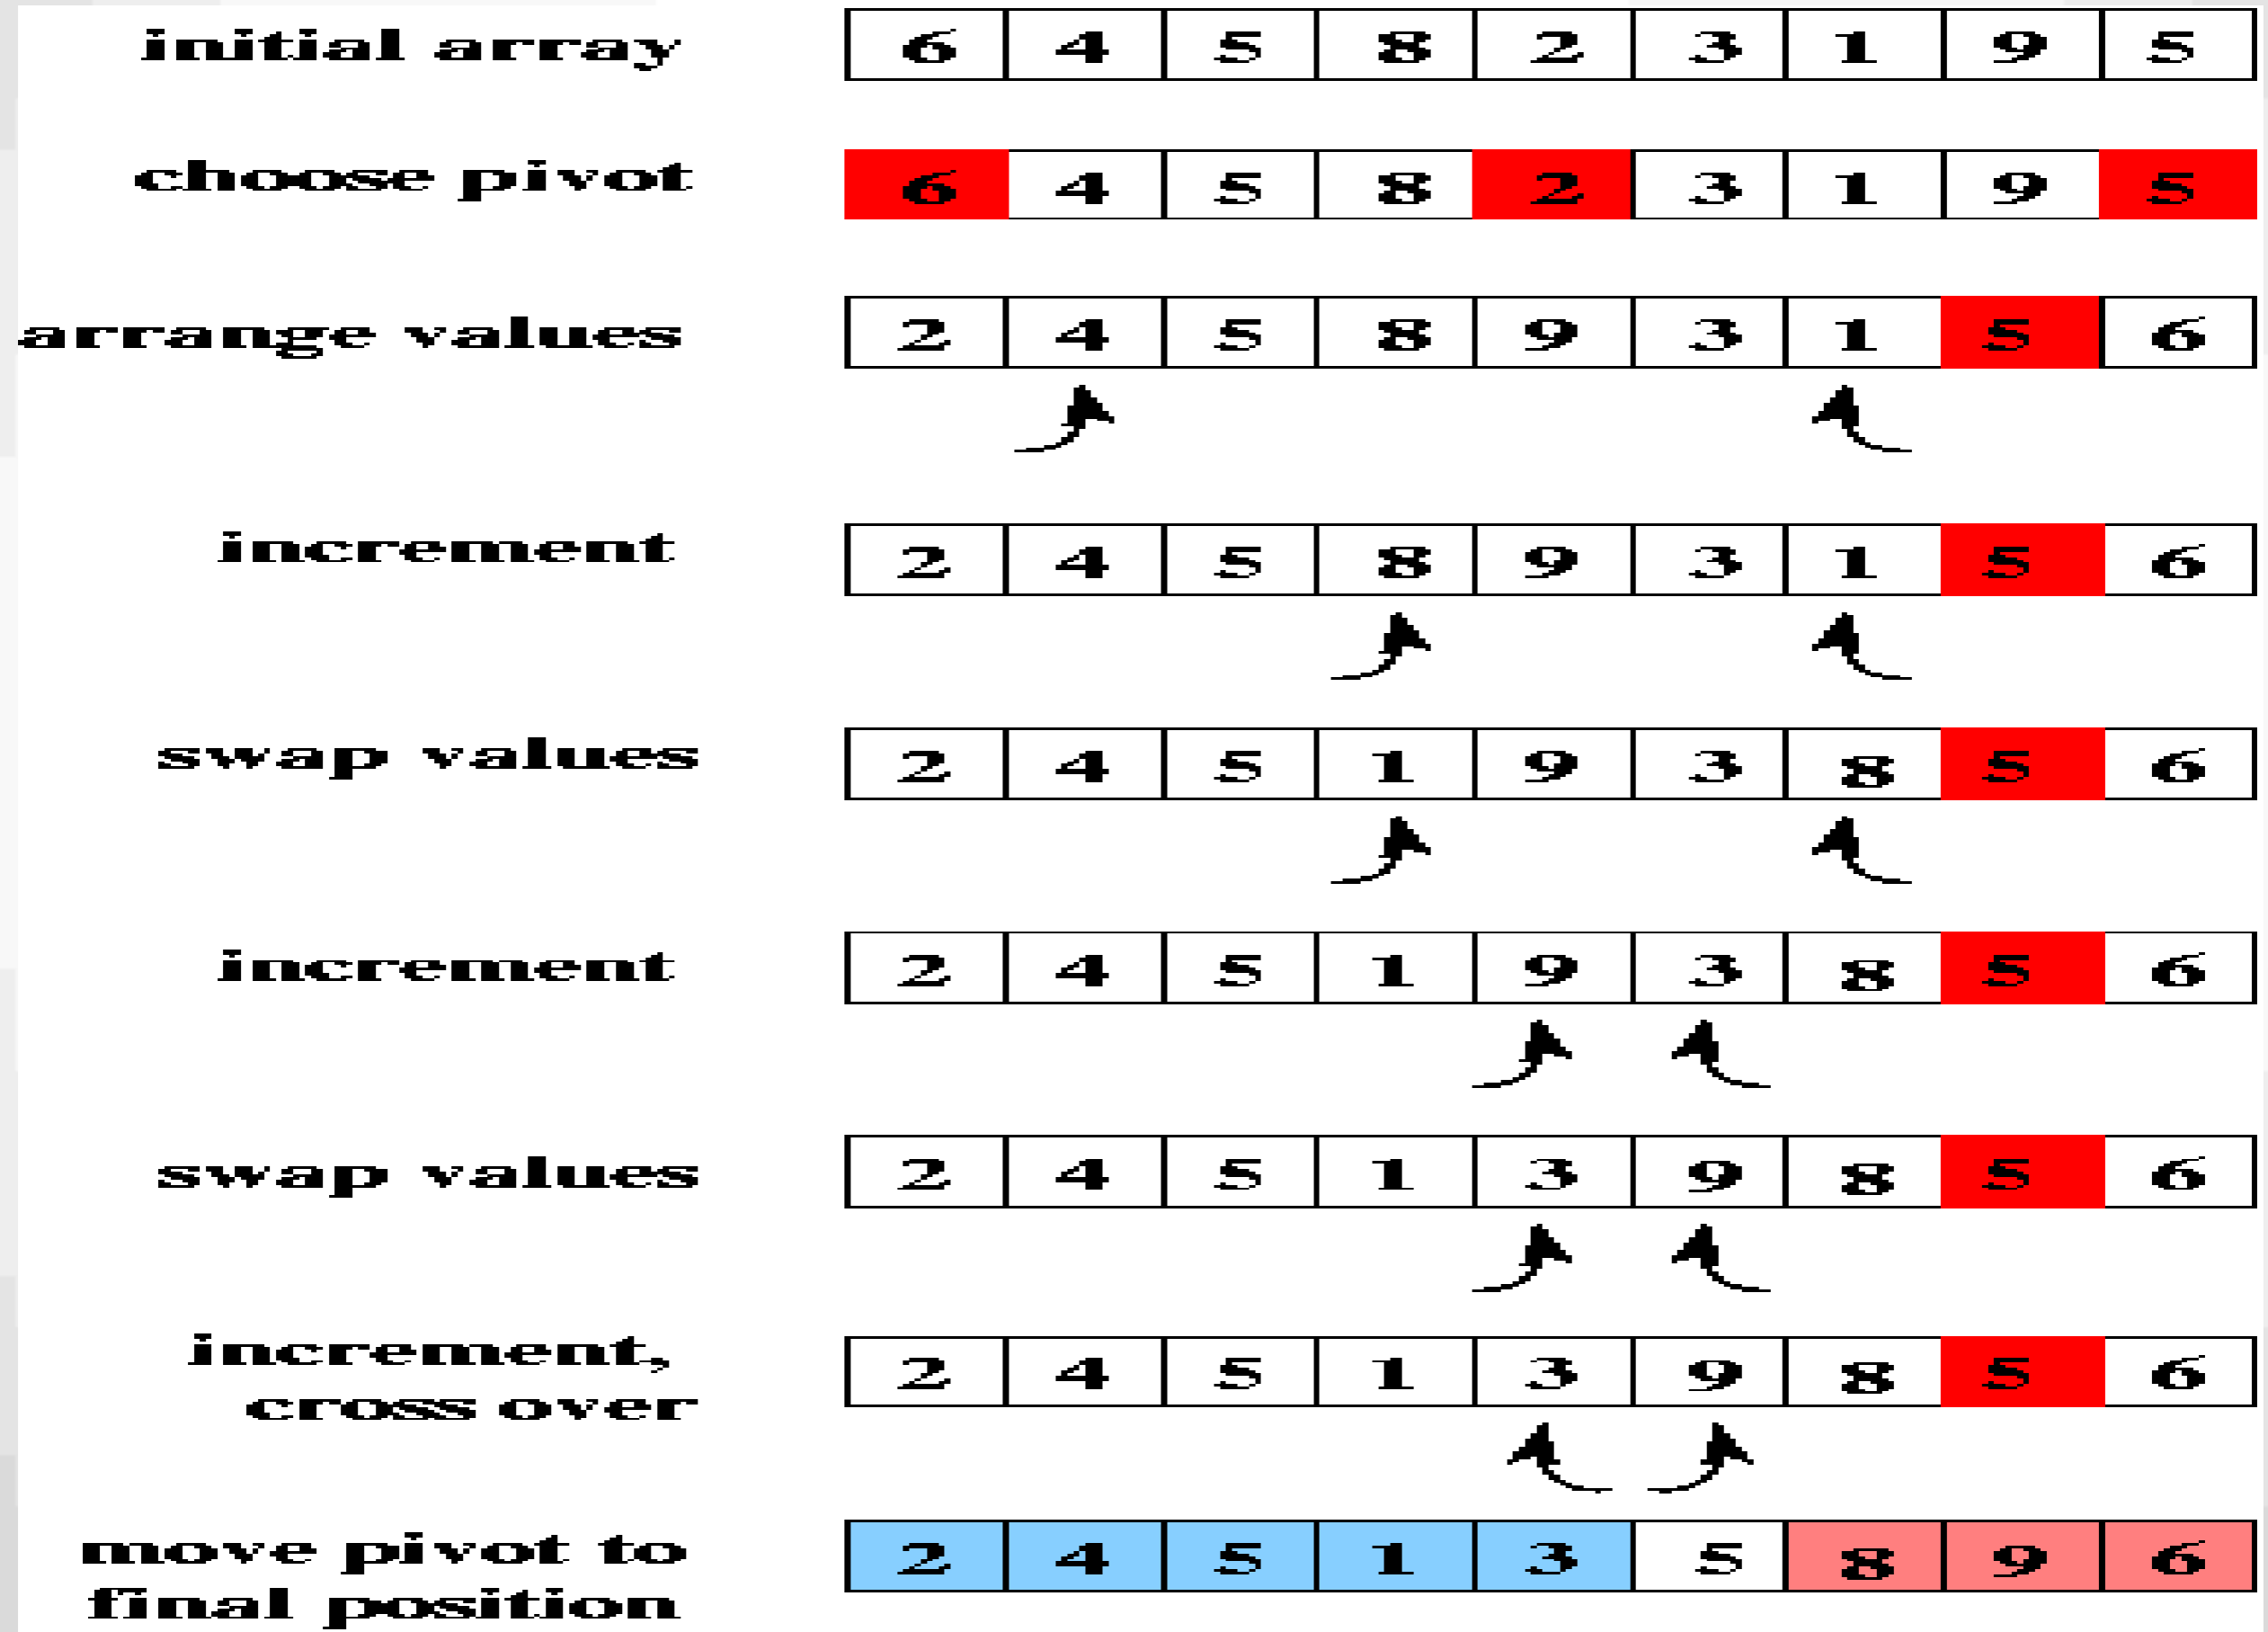 initial array 6 4 5 8 2 3 1 9 5
choose pivot 6 4 5 8 2 3 1 9 5
arrange values 2 4 5 8 9 3 1 5 6
increment 2 4 5 8 9 3 1 5 6
swap values 2 4 5 1 9 3 8 5 6
increment 2 4 5 1 9 3 8 5 6
swap values 2 4 5 1 3 9 8 5 6
increment,
cross over 2 4 5 1 3 9 8 5 6
move pivot to
final position 2 4 5 1 3 5 8 9 6